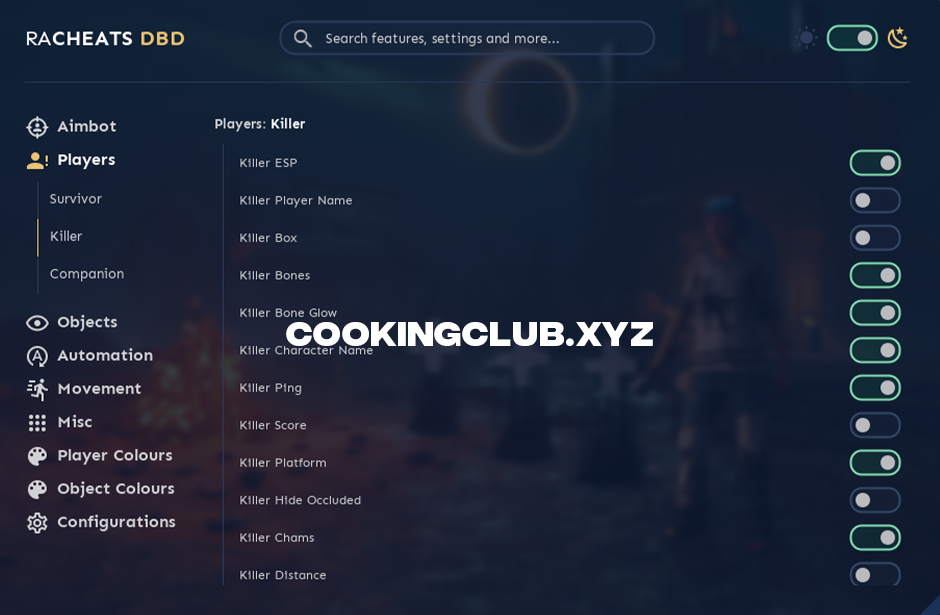 RACHEATS DBD
Search features, settings and more...
Aimbot
Players
Survivor
Killer
Companion
Objects
Automation
Movement
Misc
Player Colours
Object Colours
Configurations
Players: Killer
Killer ESP
Killer Player Name
Killer Box
Killer Bones
Killer Bone Glow
COOKINGCLUB.XYZ
Killer Character Name
Killer Ping
Killer Score
Killer Platform
Killer Hide Occluded
Killer Chams
Killer Distance